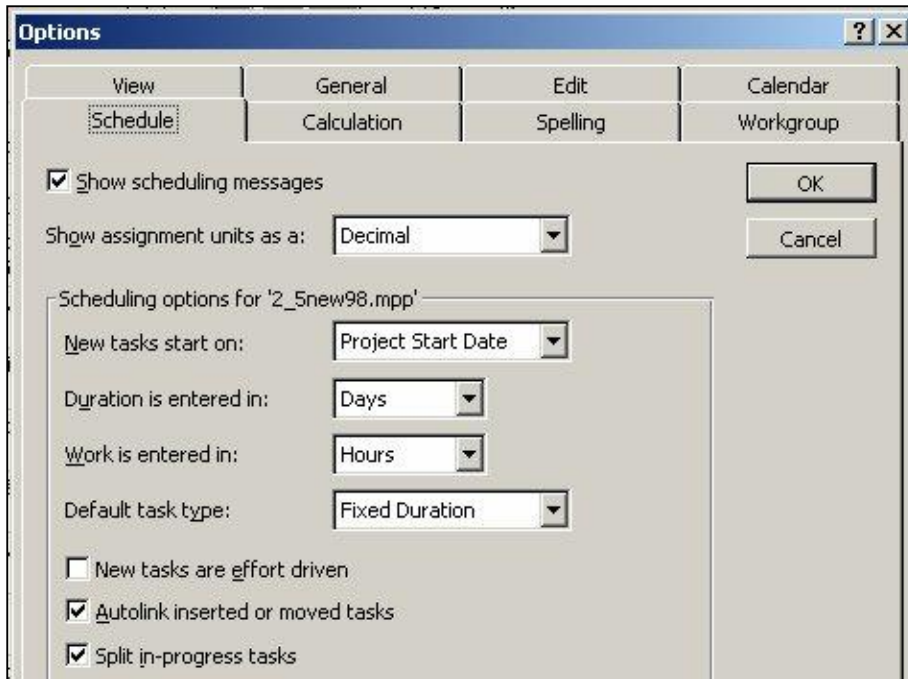 Options
View General Edit Calendar
Schedule Calculation Spelling Workgroup
Show scheduling messages
OK
Show assignment units as a: Decimal
Cancel
Scheduling options for '2_5new98.mpp'
New tasks start on: Project Start Date
Duration is entered in: Days
Work is entered in: Hours
Default task type: Fixed Duration
New tasks are effort driven
Autolink inserted or moved tasks
Split in-progress tasks